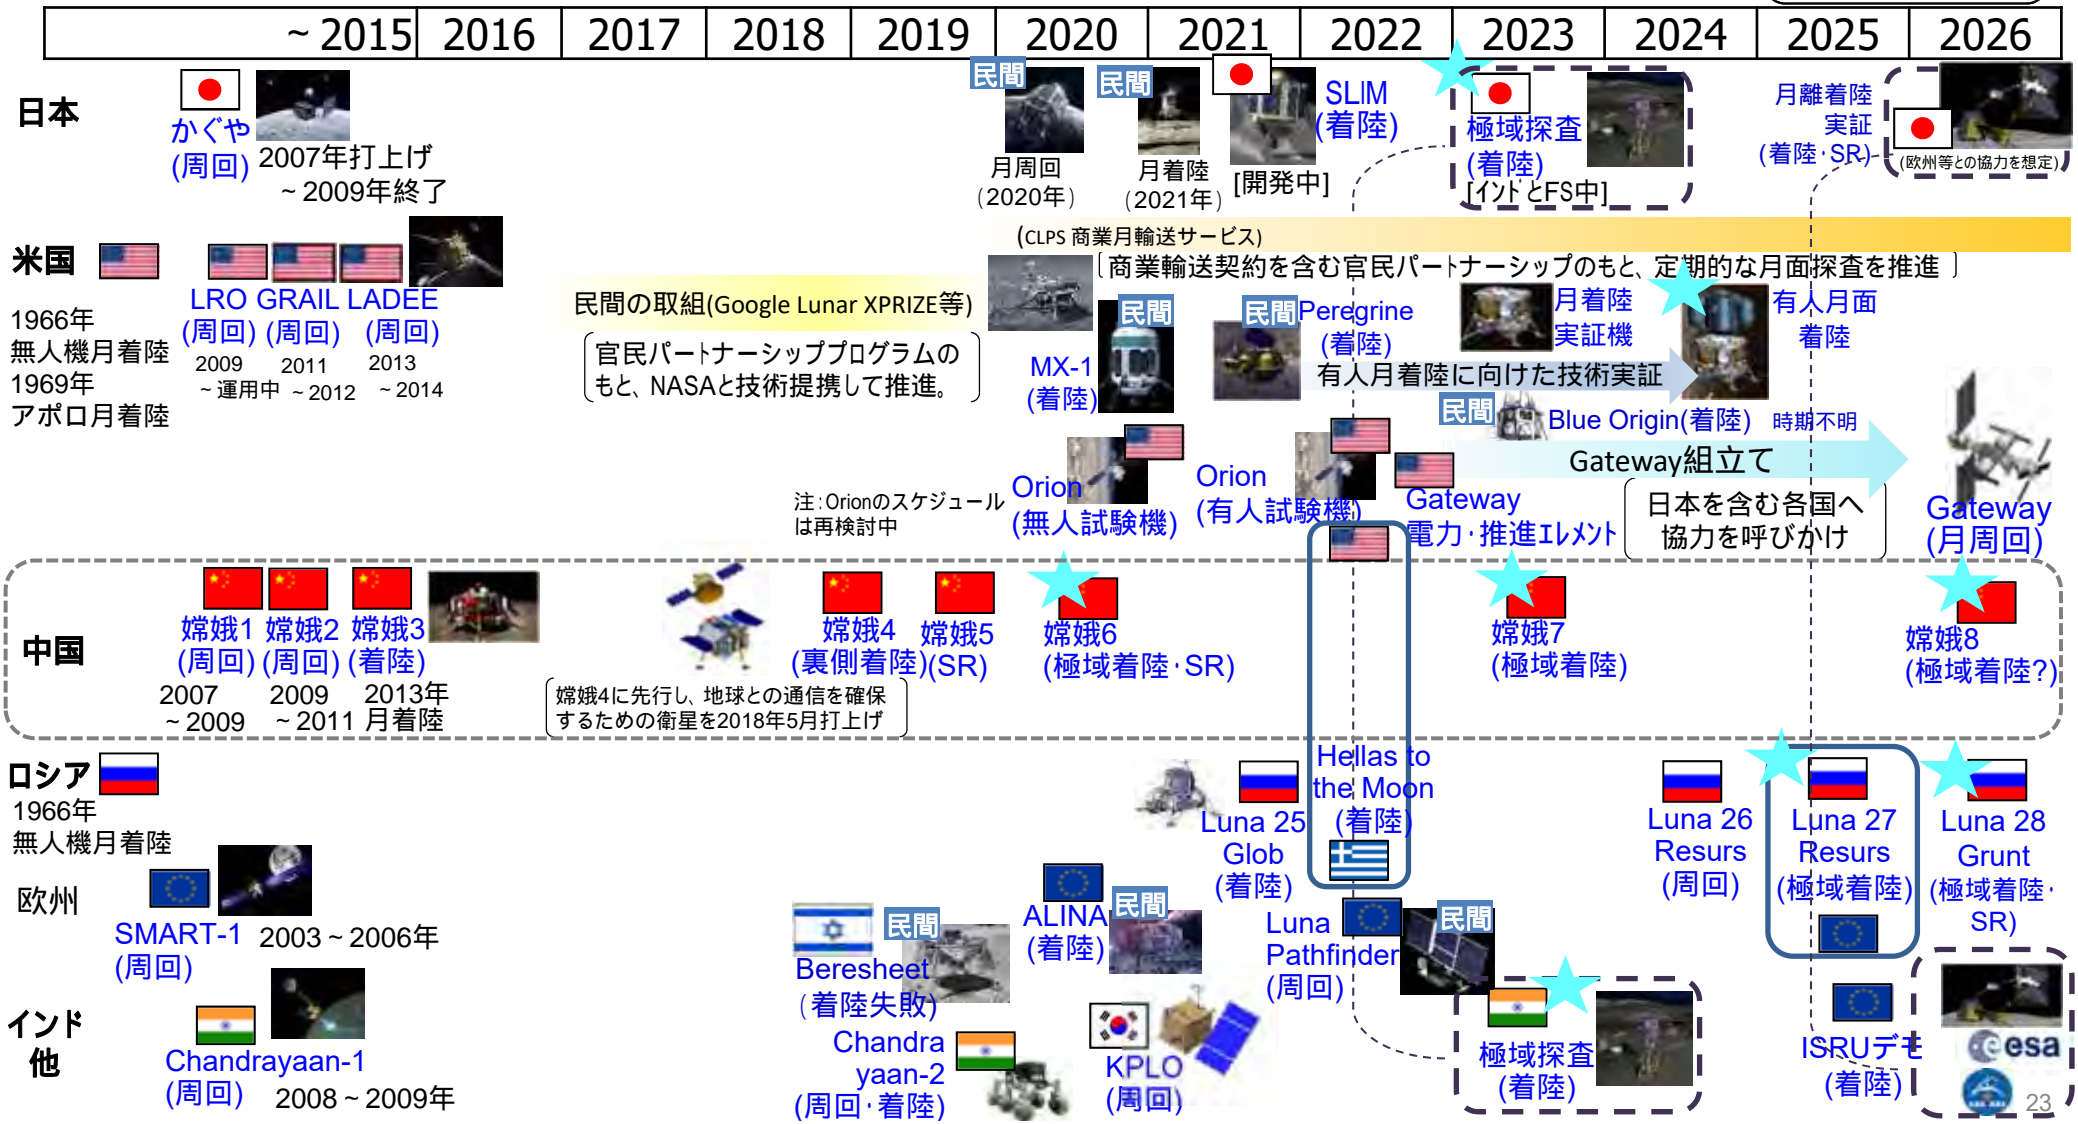 ~ 2015 2016 2017 2018 2019 2020 2021 2022 2023 2024 2025 2026
日本
かぐや
(周回)
2007年打上げ
~ 2009年終了
民間
月周回
(2020年)
民間
月着陸
(2021年)
[開発中]
SLIM
(着陸)
極域探査
(着陸)
[インドとFS中]
月離着陸
実証
(着陸・SR)
(欧州等との協力を想定)
米国
1966年
無人機月着陸
1969年
アポロ月着陸
LRO GRAIL LADEE
(周回) (周回) (周回)
2009 2011 2013
~ 運用中 ~ 2012 ~ 2014
民間の取組(Google Lunar XPRIZE等)
官民パートナーシッププログラムの
もと、NASAと技術提携して推進。
(CLPS 商業月輸送サービス)
商業輸送契約を含む官民パートナーシップのもと、定期的な月面探査を推進
民間
MX-1
(着陸)
民間
Peregrine
(着陸)
月着陸
実証機
有人月面
着陸
有人月着陸に向けた技術実証
民間
Blue Origin(着陸) 時期不明
Gateway組立て
注:Orionのスケジュール
は再検討中
Orion
(無人試験機)
Orion
(有人試験機)
Gateway
電力・推進エレメント
日本を含む各国へ
協力を呼びかけ
Gateway
(月周回)
中国
嫦娥1 嫦娥2 嫦娥3
(周回) (周回) (着陸)
2007 2009 2013年
~ 2009 ~ 2011 月着陸
嫦娥4に先行し、地球との通信を確保
するための衛星を2018年5月打上げ
嫦娥4
(裏側着陸)
嫦娥5
(SR)
嫦娥6
(極域着陸・SR)
嫦娥7
(極域着陸)
嫦娥8
(極域着陸?)
ロシア
1966年
無人機月着陸
Luna 25
Glob
(着陸)
Hellas to
the Moon
(着陸)
Luna 26
Resurs
(周回)
Luna 27
Resurs
(極域着陸)
Luna 28
Grunt
(極域着陸・
SR)
欧州
SMART-1 2003 ~ 2006年
(周回)
民間
Beresheet
(着陸失敗)
ALINA
(着陸)
民間
Luna
Pathfinder
(周回)
民間
インド
他
Chandrayaan-1
(周回)
2008 ~ 2009年
Chandra
yaan-2
(周回・着陸)
KPLO
(周回)
極域探査
(着陸)
ISRUデモ
(着陸)
esa
23